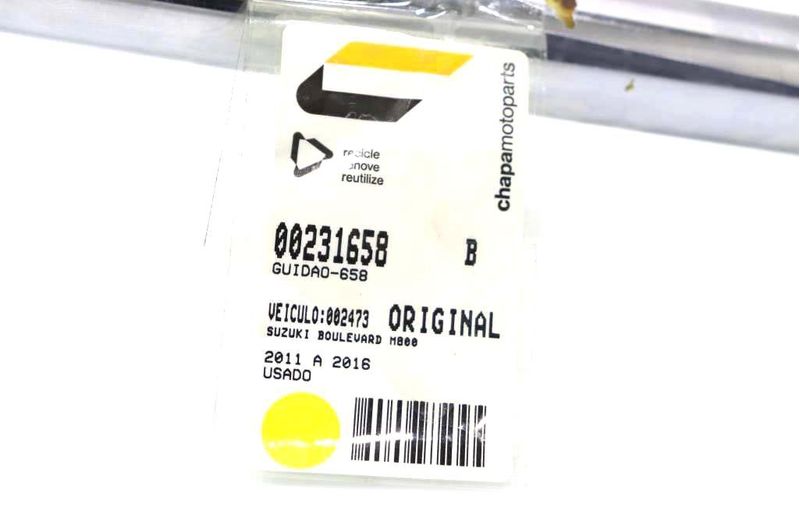 chapamotoparts
recicle
renove
reutilize
00231658 B
GUIDAO-658
VEICULO:002473 ORIGINAL
SUZUKI BOULEVARD M800
2011 A 2016
USADO